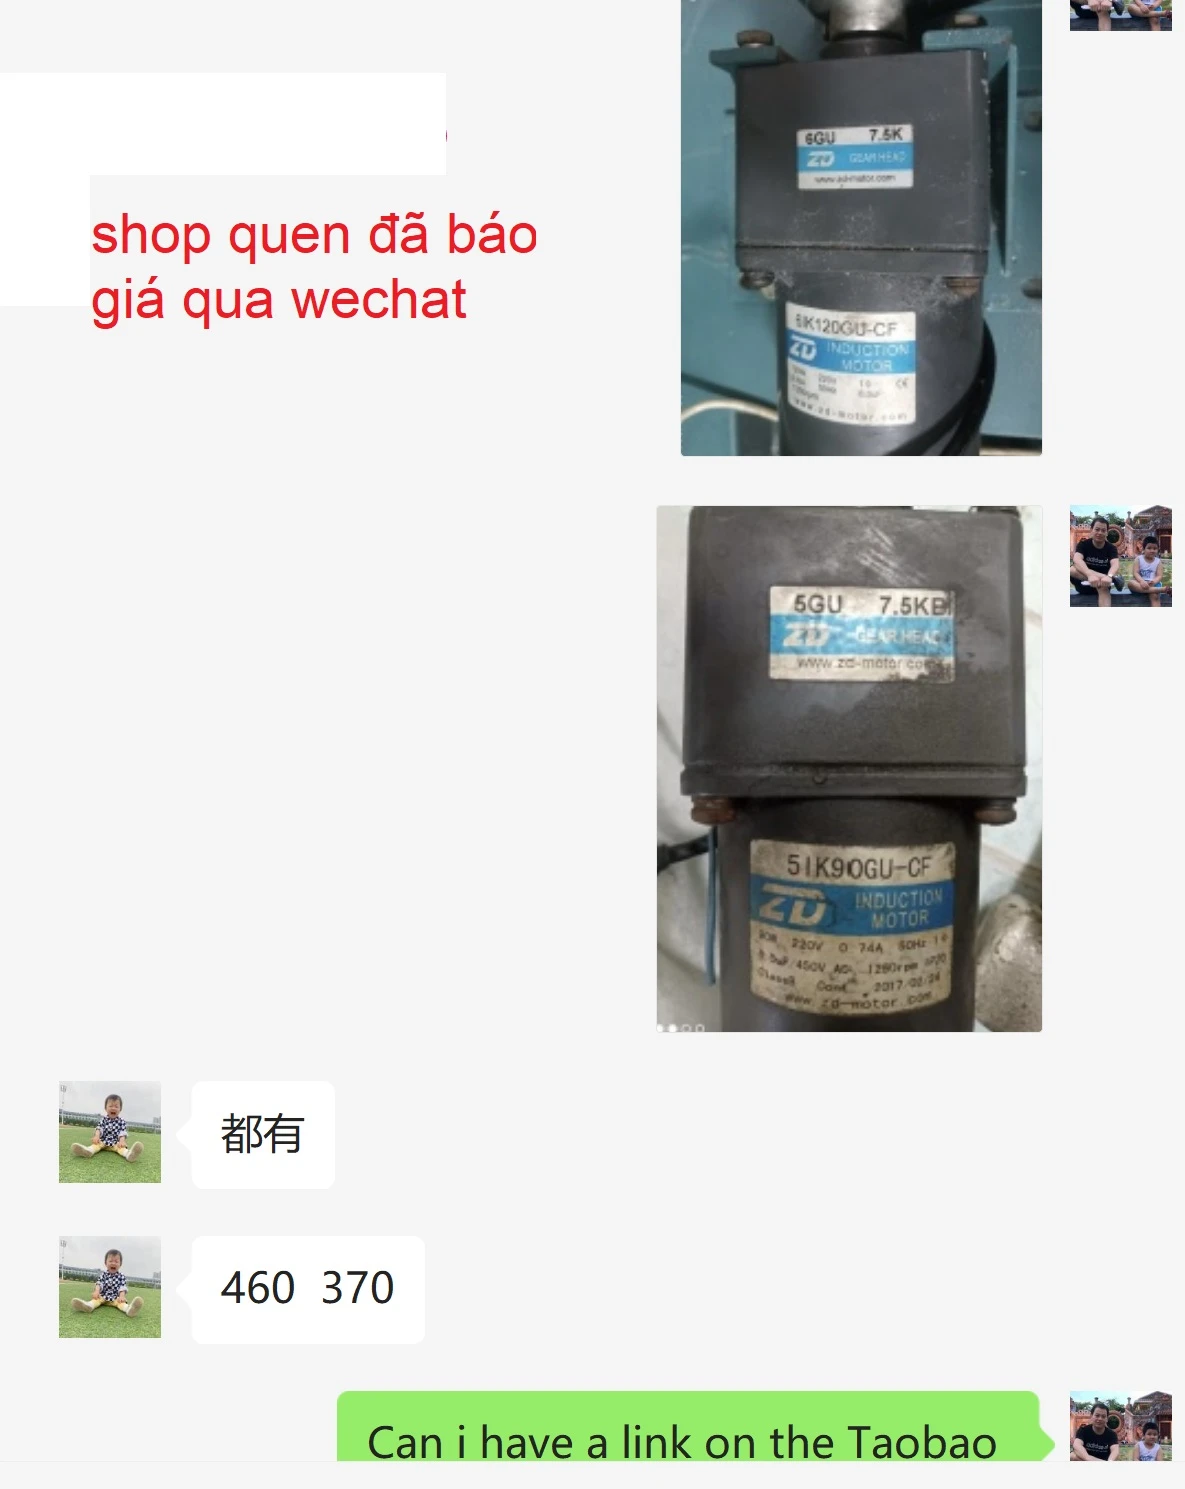 6GU 7.5K
ZD GEAR HEAD
www.zd-motor.com
shop quen đã báo
giá qua wechat
6IK120GU-CF
ZD INDUCTION
MOTOR
220V
www.zd-motor.com
5GU 7.5KB
ZD GEAR HEAD
www.zd-motor.com
5IK90GU-CF
ZD INDUCTION
MOTOR
220V 0.74A 50Hz
450V AC
2017/02/24
www.zd-motor.com
都有
460 370
Can i have a link on the Taobao